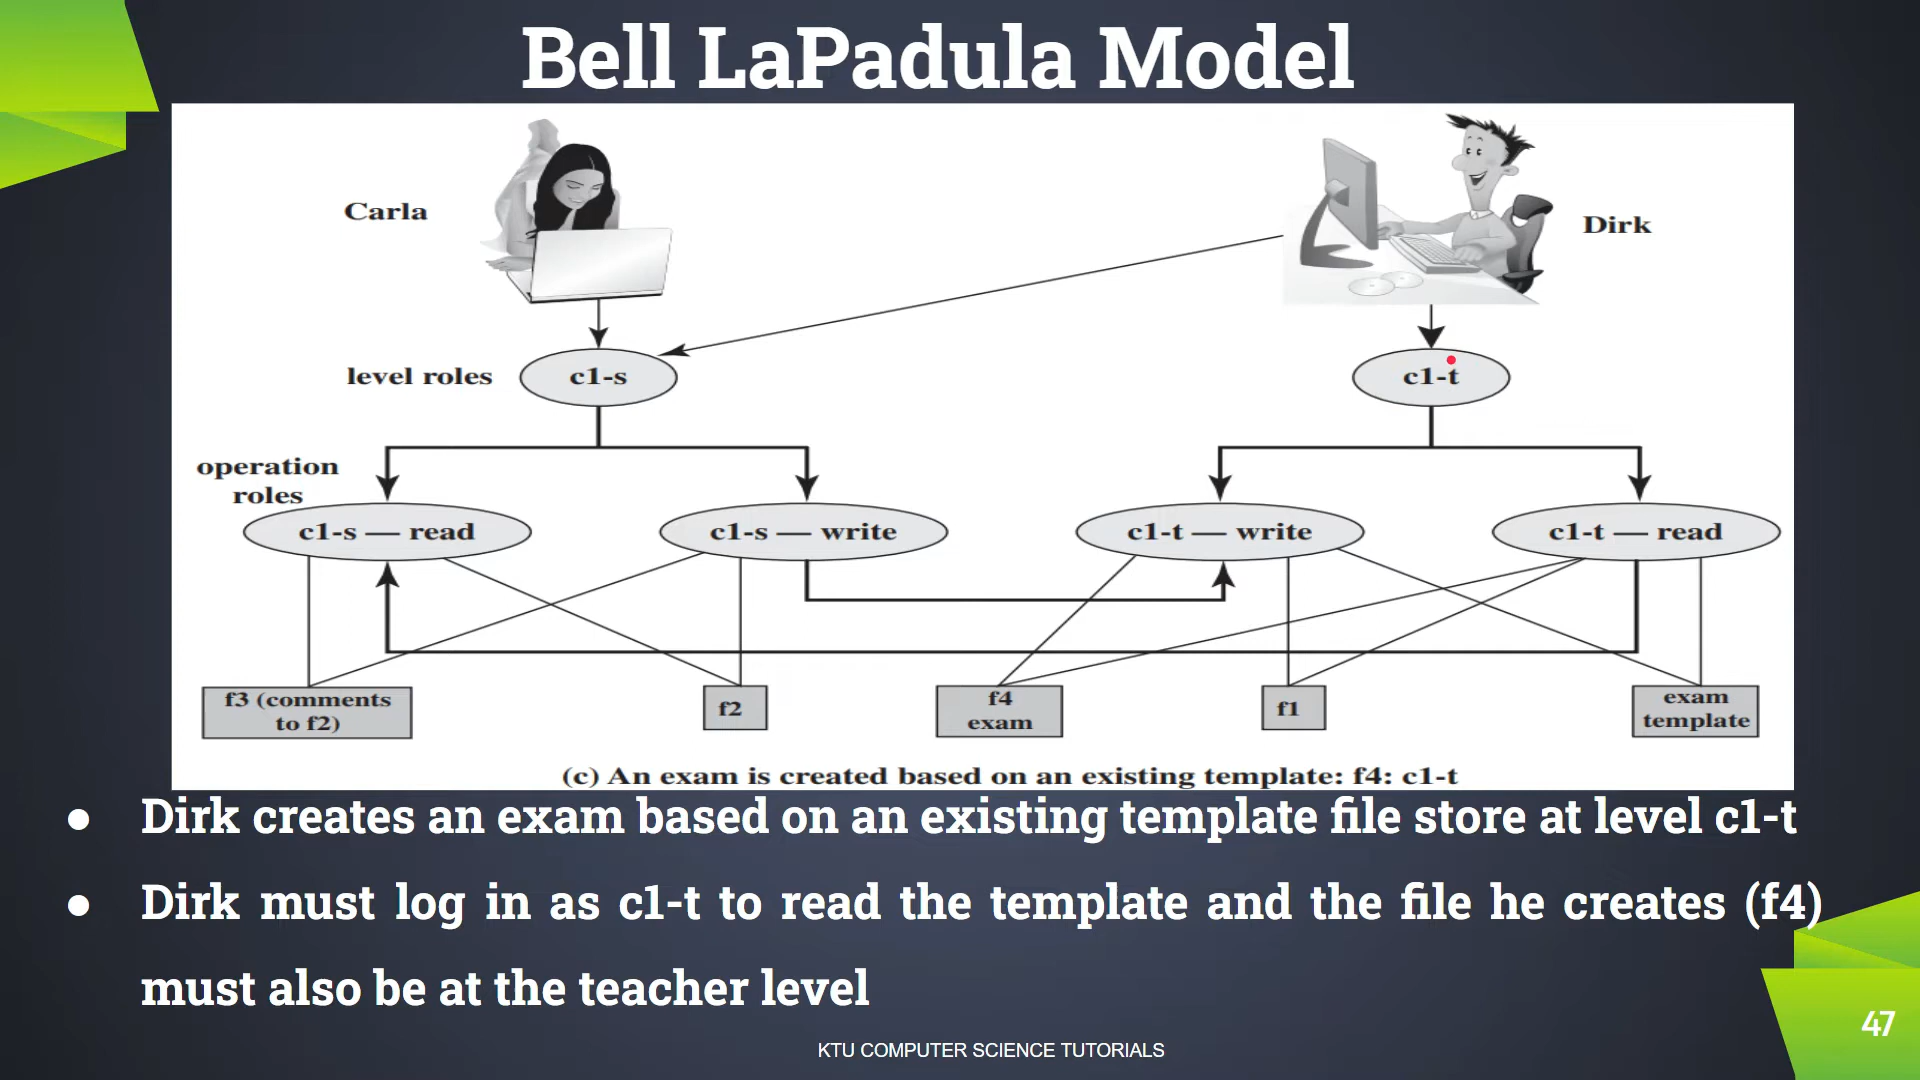 Bell LaPadula Model
Carla
Dirk
level roles
c1-s
c1-t
operation
roles
c1-s — read
c1-s — write
c1-t — write
c1-t — read
f3 (comments
to f2)
f2
f4
exam
f1
exam
template
(c) An exam is created based on an existing template: f4: c1-t
● Dirk creates an exam based on an existing template file store at level c1-t
● Dirk must log in as c1-t to read the template and the file he creates (f4)
must also be at the teacher level
47
KTU COMPUTER SCIENCE TUTORIALS